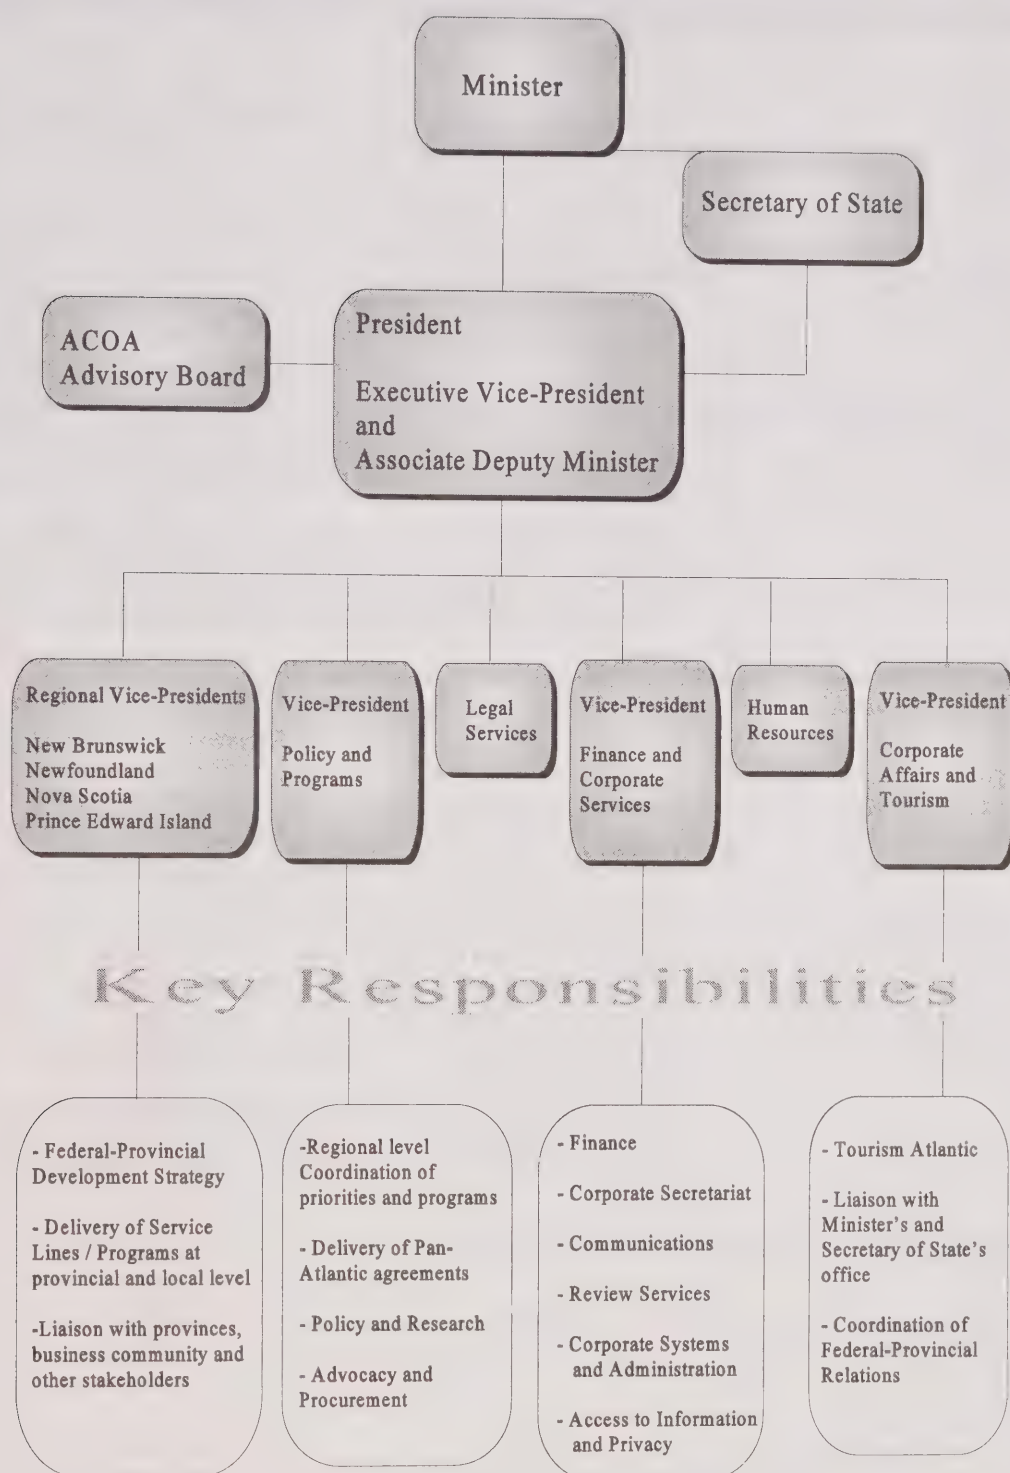 Minister
Secretary of State
ACOA
Advisory Board
President
Executive Vice-President
and
Associate Deputy Minister
Regional Vice-Presidents
New Brunswick
Newfoundland
Nova Scotia
Prince Edward Island
Vice-President
Policy and
Programs
Legal
Services
Vice-President
Finance and
Corporate
Services
Human
Resources
Vice-President
Corporate
Affairs and
Tourism
Key Responsibilities
- Federal-Provincial
Development Strategy
- Delivery of Service
Lines / Programs at
provincial and local level
-Liaison with provinces,
business community and
other stakeholders
-Regional level
Coordination of
priorities and programs
- Delivery of Pan-
Atlantic agreements
- Policy and Research
- Advocacy and
Procurement
- Finance
- Corporate Secretariat
- Communications
- Review Services
- Corporate Systems
and Administration
- Access to Information
and Privacy
- Tourism Atlantic
- Liaison with
Minister's and
Secretary of State's
office
- Coordination of
Federal-Provincial
Relations